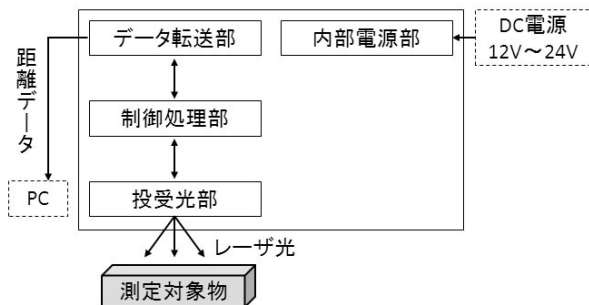 データ転送部
内部電源部
DC電源
12V~24V
距離データ
制御処理部
PC
投受光部
レーザ光
測定対象物